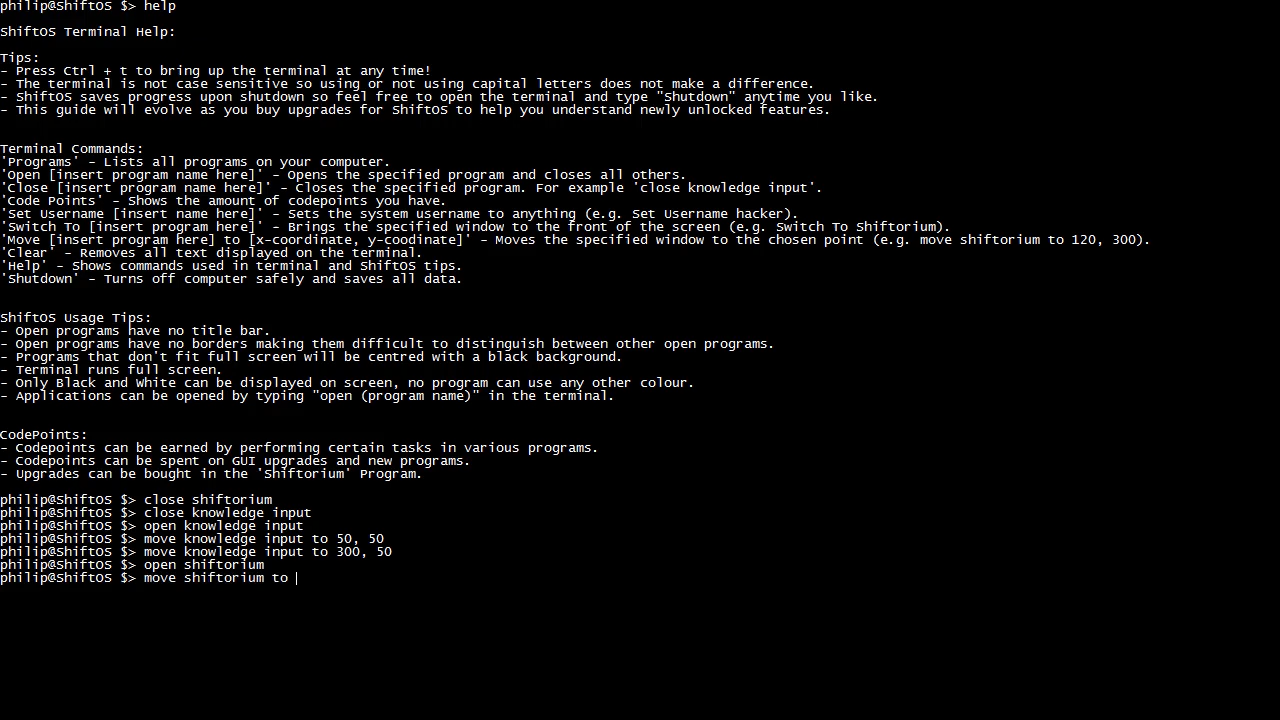 philip@ShiftOS $> help
ShiftOS Terminal Help:
Tips:
- Press Ctrl + t to bring up the terminal at any time!
- The terminal is not case sensitive so using or not using capital letters does not make a difference.
- ShiftOS saves progress upon shutdown so feel free to open the terminal and type "Shutdown" anytime you like.
- This guide will evolve as you buy upgrades for ShiftOS to help you understand newly unlocked features.
Terminal Commands:
'Programs' - Lists all programs on your computer.
'Open [insert program name here]' - Opens the specified program and closes all others.
'Close [insert program name here]' - Closes the specified program. For example 'close knowledge input'.
'Code Points' - Shows the amount of codepoints you have.
'Set Username [insert name here]' - Sets the system username to anything (e.g. Set Username hacker).
'Switch To [insert program here]' - Brings the specified window to the front of the screen (e.g. Switch To Shiftorium).
'Move [insert program here] to [x-coordinate, y-coodinate]' - Moves the specified window to the chosen point (e.g. move shiftorium to 120, 300).
'Clear' - Removes all text displayed on the terminal.
'Help' - Shows commands used in terminal and ShiftOS tips.
'Shutdown' - Turns off computer safely and saves all data.
ShiftOS Usage Tips:
- Open programs have no title bar.
- Open programs have no borders making them difficult to distinguish between other open programs.
- Programs that don't fit full screen will be centred with a black background.
- Terminal runs full screen.
- Only Black and White can be displayed on screen, no program can use any other colour.
- Applications can be opened by typing "open (program name)" in the terminal.
CodePoints:
- Codepoints can be earned by performing certain tasks in various programs.
- Codepoints can be spent on GUI upgrades and new programs.
- Upgrades can be bought in the 'Shiftorium' Program.
philip@ShiftOS $> close shiftorium
philip@ShiftOS $> close knowledge input
philip@ShiftOS $> open knowledge input
philip@ShiftOS $> move knowledge input to 50, 50
philip@ShiftOS $> move knowledge input to 300, 50
philip@ShiftOS $> open shiftorium
philip@ShiftOS $> move shiftorium to